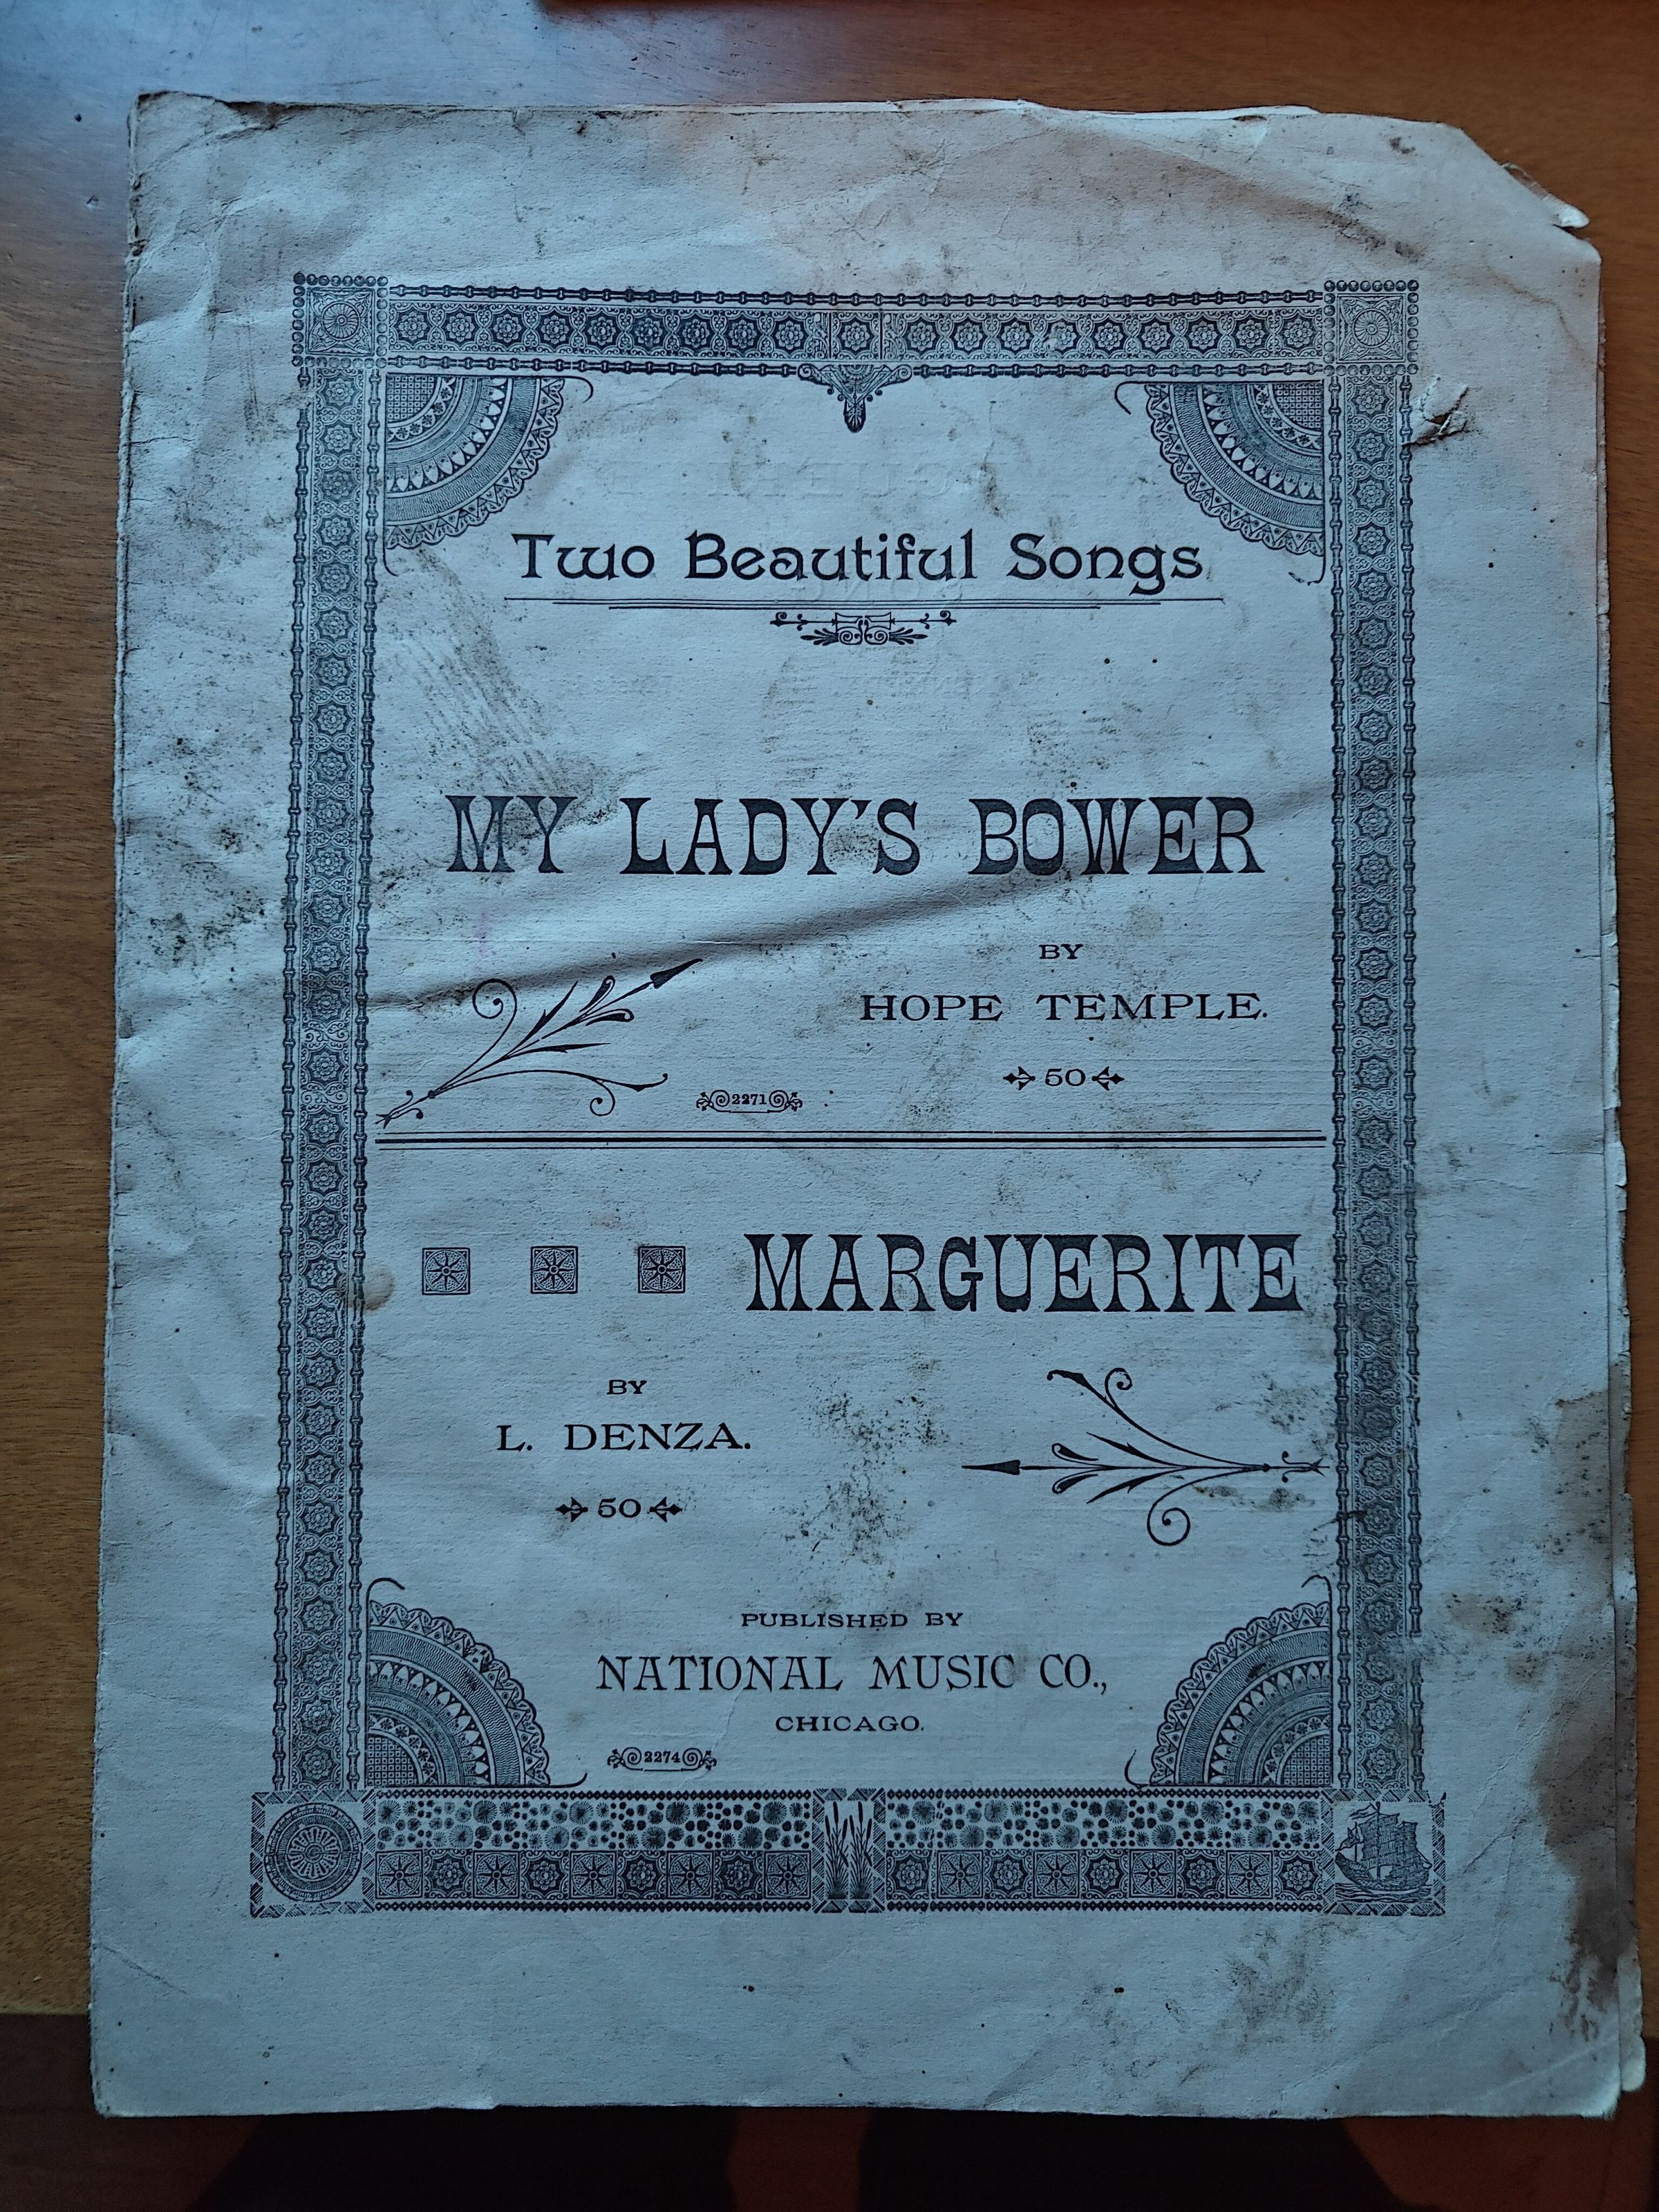 Two Beautiful Songs
MY LADY'S BOWER
BY
HOPE TEMPLE.
50
2271
MARGUERITE
BY
L. DENZA.
50
PUBLISHED BY
NATIONAL MUSIC CO.,
CHICAGO.
2274